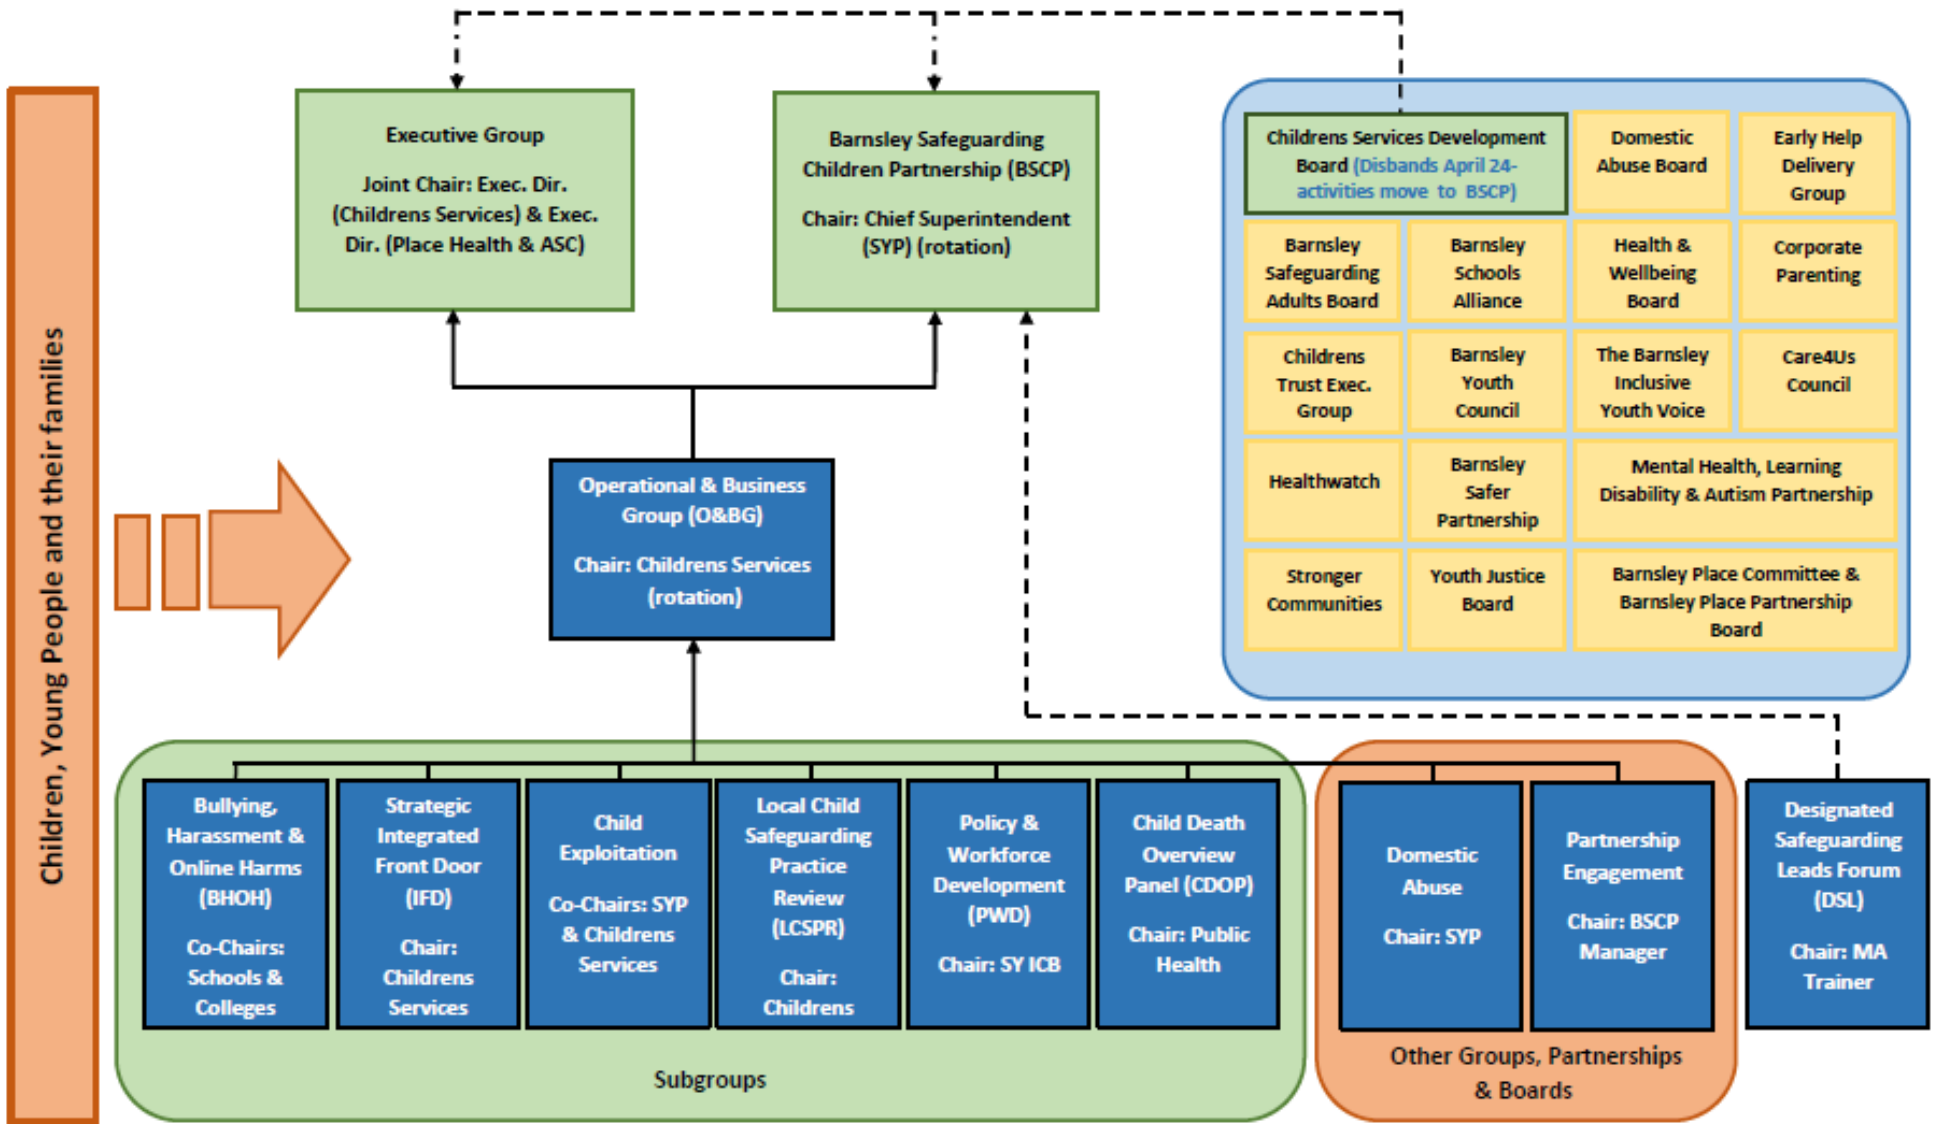 Children, Young People and their families
Executive Group
Joint Chair: Exec. Dir.
(Childrens Services) & Exec.
Dir. (Place Health & ASC)
Barnsley Safeguarding
Children Partnership (BSCP)
Chair: Chief Superintendent
(SYP) (rotation)
Childrens Services Development
Board (Disbands April 24-
activities move to BSCP)
Domestic
Abuse Board
Early Help
Delivery
Group
Barnsley
Safeguarding
Adults Board
Barnsley
Schools
Alliance
Health &
Wellbeing
Board
Corporate
Parenting
Childrens
Trust Exec.
Group
Barnsley
Youth
Council
The Barnsley
Inclusive
Youth Voice
Care4Us
Council
Healthwatch
Barnsley
Safer
Partnership
Mental Health, Learning
Disability & Autism Partnership
Stronger
Communities
Youth Justice
Board
Barnsley Place Committee &
Barnsley Place Partnership
Board
Operational & Business
Group (O&BG)
Chair: Childrens Services
(rotation)
Bullying,
Harassment &
Online Harms
(BHOH)
Co-Chairs:
Schools &
Colleges
Strategic
Integrated
Front Door
(IFD)
Chair:
Childrens
Services
Child
Exploitation
Co-Chairs: SYP
& Childrens
Services
Local Child
Safeguarding
Practice
Review
(LCSPR)
Chair:
Childrens
Policy &
Workforce
Development
(PWD)
Chair: SY ICB
Child Death
Overview
Panel (CDOP)
Chair: Public
Health
Domestic
Abuse
Chair: SYP
Partnership
Engagement
Chair: BSCP
Manager
Designated
Safeguarding
Leads Forum
(DSL)
Chair: MA
Trainer
Subgroups
Other Groups, Partnerships
& Boards